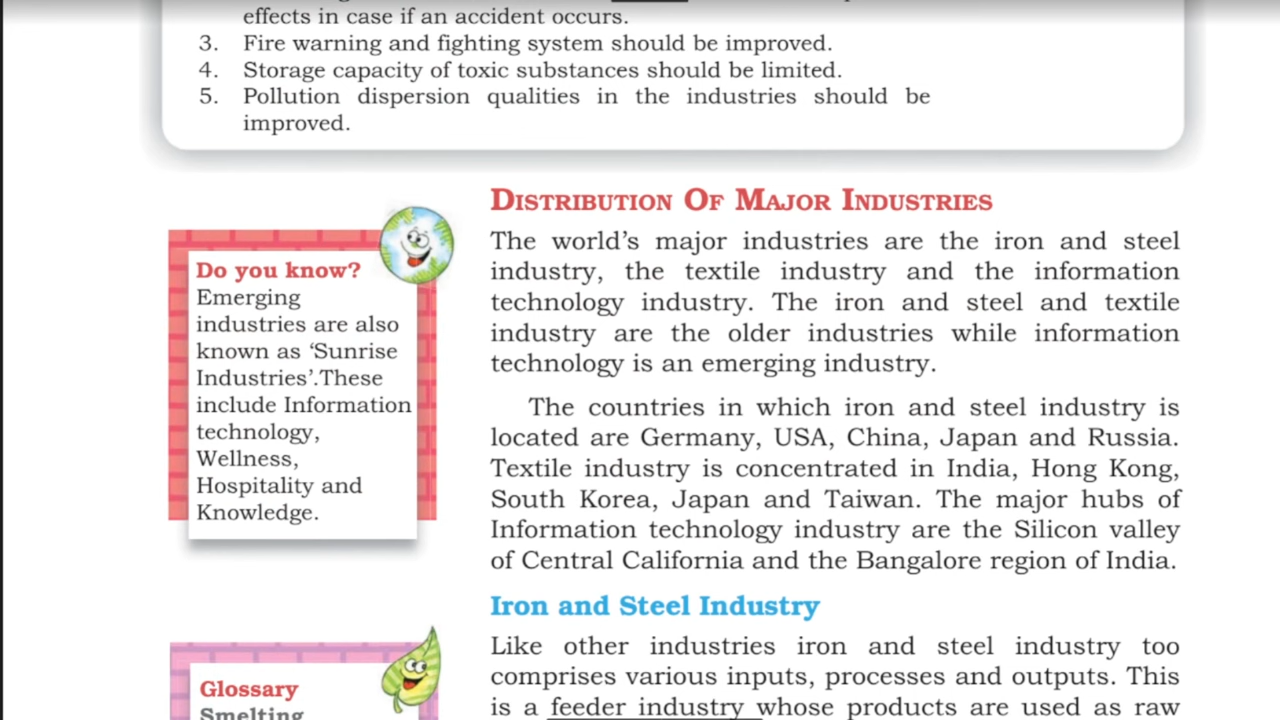 effects in case if an accident occurs.
3. Fire warning and fighting system should be improved.
4. Storage capacity of toxic substances should be limited.
5. Pollution dispersion qualities in the industries should be
improved.
Do you know?
Emerging
industries are also
known as ‘Sunrise
Industries’.These
include Information
technology,
Wellness,
Hospitality and
Knowledge.
DISTRIBUTION OF MAJOR INDUSTRIES
The world’s major industries are the iron and steel
industry, the textile industry and the information
technology industry. The iron and steel and textile
industry are the older industries while information
technology is an emerging industry.
The countries in which iron and steel industry is
located are Germany, USA, China, Japan and Russia.
Textile industry is concentrated in India, Hong Kong,
South Korea, Japan and Taiwan. The major hubs of
Information technology industry are the Silicon valley
of Central California and the Bangalore region of India.
Iron and Steel Industry
Like other industries iron and steel industry too
comprises various inputs, processes and outputs. This
is a feeder industry whose products are used as raw
Glossary
Smelting